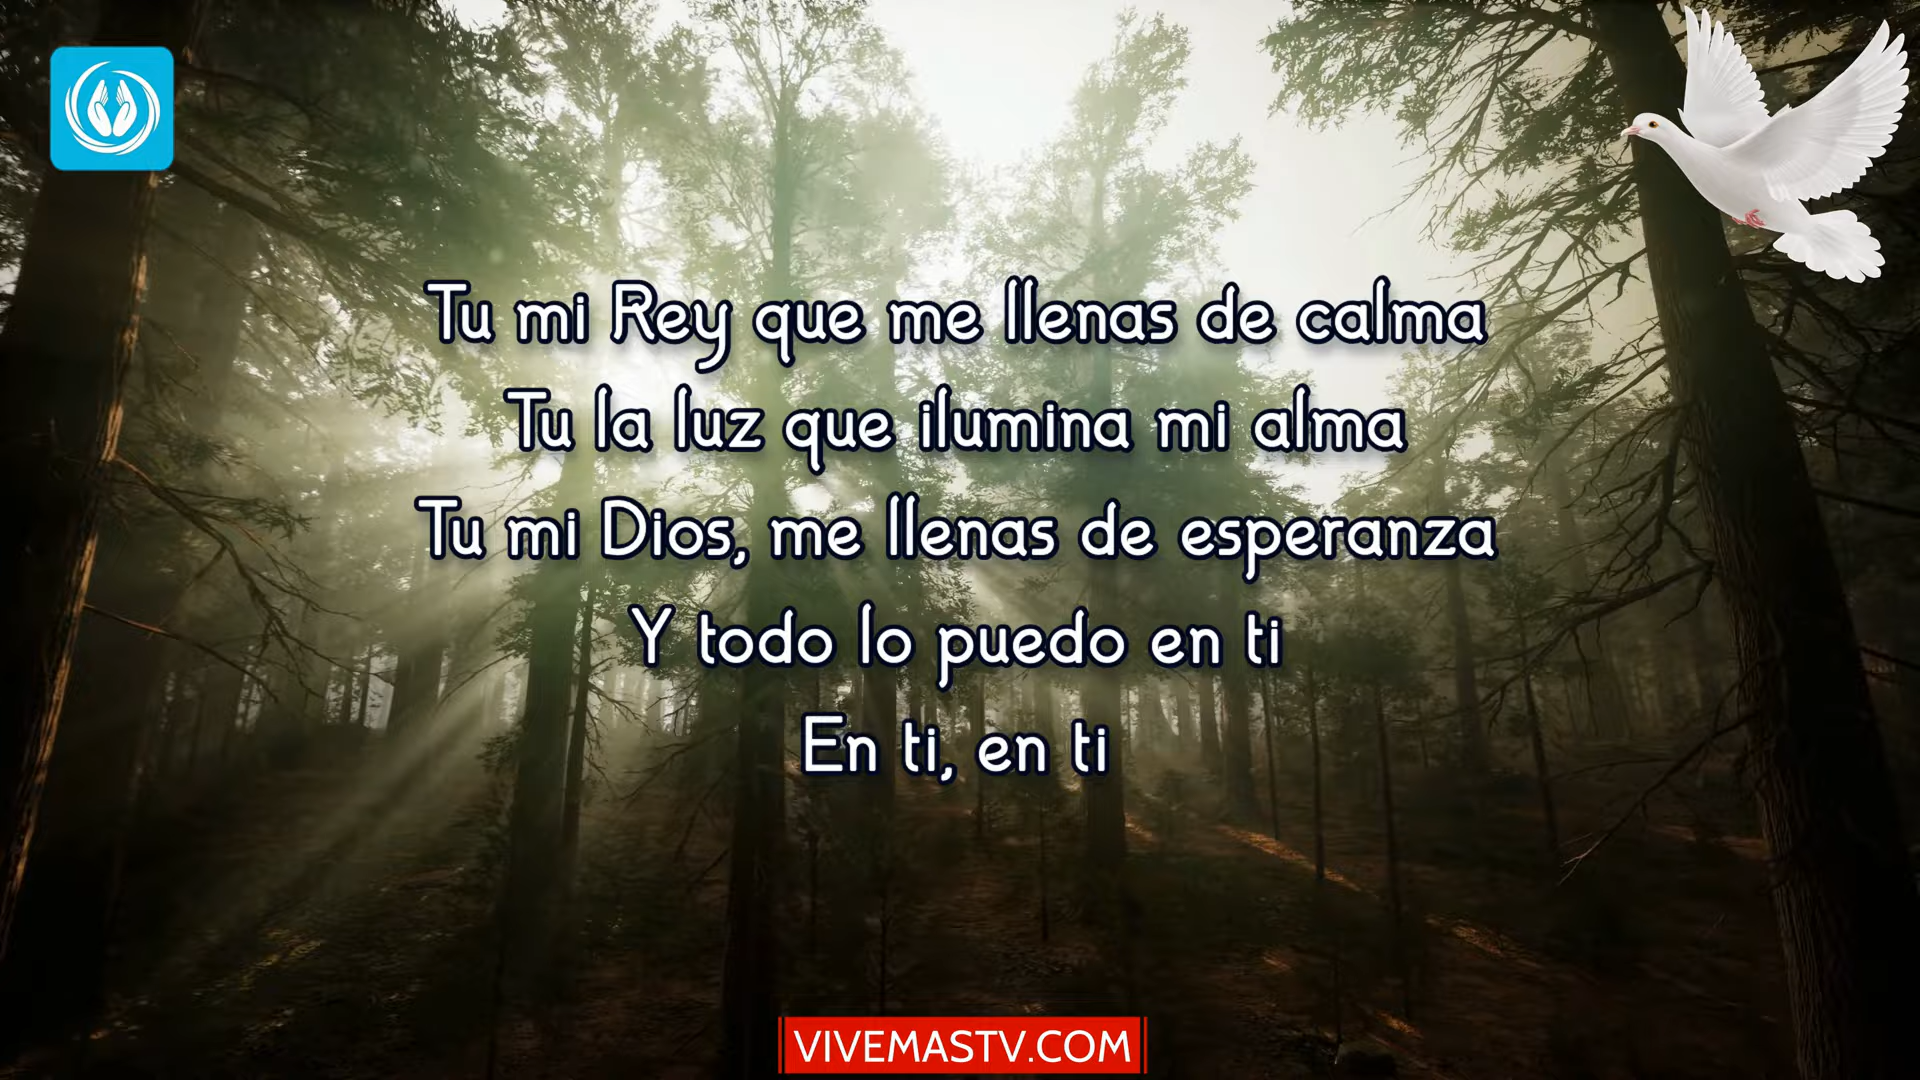 Tu mi Rey que me llenas de calma
Tu la luz que ilumina mi alma
Tu mi Dios, me llenas de esperanza
Y todo lo puedo en ti
En ti, en ti
VIVEMASTV.COM